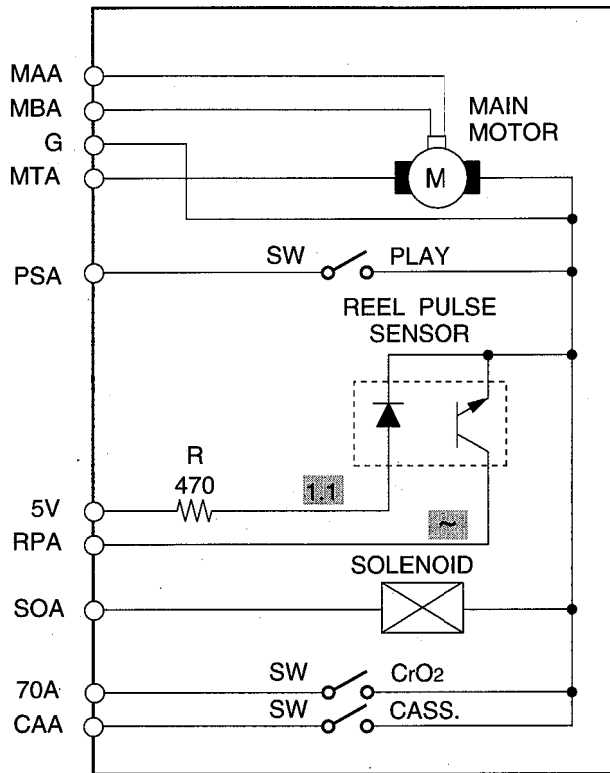 MAA
MBA
G
MTA
MAIN
MOTOR
M
PSA
SW
PLAY
REEL PULSE
SENSOR
R
470
1.1
5V
~
RPA
SOLENOID
SOA
SW
CrO2
70A
SW
CASS.
CAA